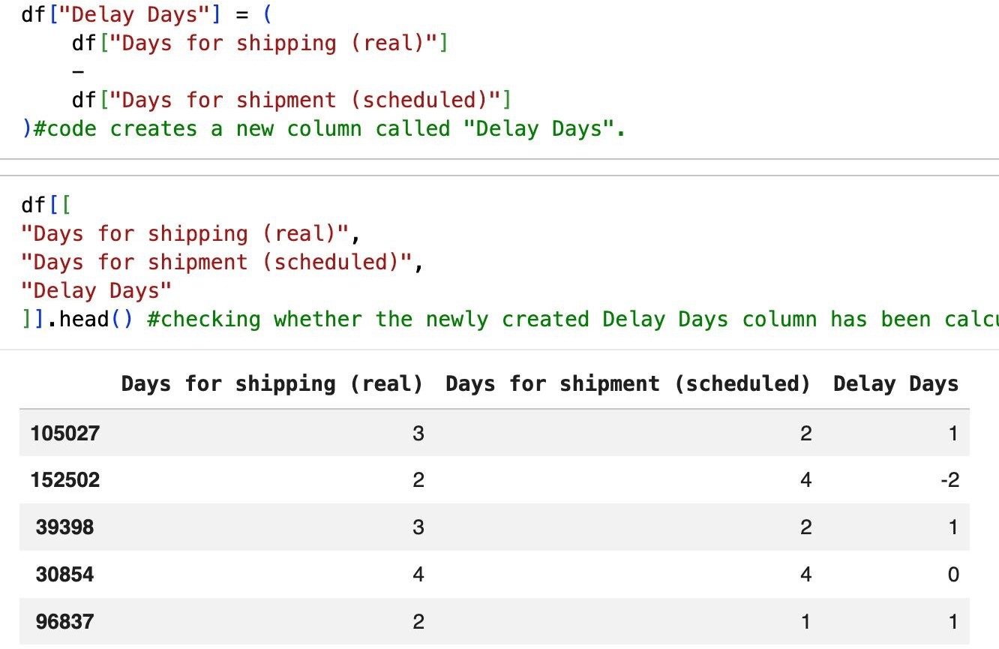 df["Delay Days"] = (
    df["Days for shipping (real)"]
    -
    df["Days for shipment (scheduled)"]
)#code creates a new column called "Delay Days".
df[[
"Days for shipping (real)",
"Days for shipment (scheduled)",
"Delay Days"
]].head() #checking whether the newly created Delay Days column has been calcu
Days for shipping (real) Days for shipment (scheduled) Delay Days
105027 3 2 1
152502 2 4 -2
39398 3 2 1
30854 4 4 0
96837 2 1 1